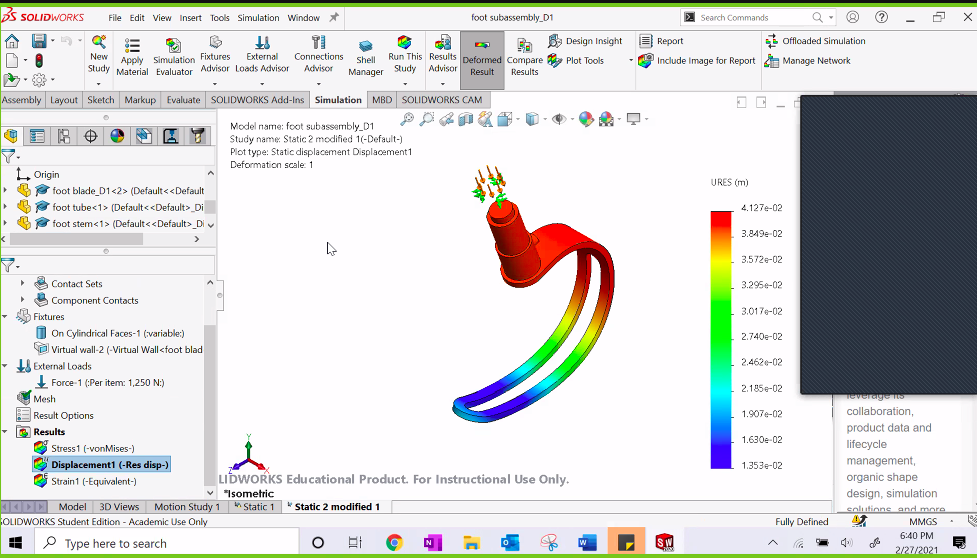 SOLIDWORKS File Edit View Insert Tools Simulation Window foot subassembly_D1 Search Commands
New Study
Apply Material
Simulation Evaluator
Fixtures Advisor
External Loads Advisor
Connections Advisor
Shell Manager
Run This Study
Results Advisor
Deformed Result
Compare Results
Design Insight
Plot Tools
Report
Include Image for Report
Offloaded Simulation
Manage Network
Assembly Layout Sketch Markup Evaluate SOLIDWORKS Add-Ins Simulation MBD SOLIDWORKS CAM
Origin
foot blade_D1<2> (Default<<Default
foot tube<1> (Default<<Default>_Di
foot stem<1> (Default<<Default>_D
Contact Sets
Component Contacts
Fixtures
On Cylindrical Faces-1 (:variable:)
Virtual wall-2 (-Virtual Wall<foot blad
External Loads
Force-1 (:Per item: 1,250 N:)
Mesh
Result Options
Results
Stress1 (-vonMises-)
Displacement1 (-Res disp-)
Strain1 (-Equivalent-)
Model name: foot subassembly_D1
Study name: Static 2 modified 1(-Default-)
Plot type: Static displacement Displacement1
Deformation scale: 1
URES (m)
4.127e-02
3.849e-02
3.572e-02
3.295e-02
3.017e-02
2.740e-02
2.462e-02
2.185e-02
1.907e-02
1.630e-02
1.353e-02
Y
Z
X
LIDWORKS Educational Product. For Instructional Use Only.
*Isometric
leverage its
collaboration,
product data and
lifecycle
management,
organic shape
design, simulation
solutions, and more
Model 3D Views Motion Study 1 Static 1 Static 2 modified 1
SOLIDWORKS Student Edition - Academic Use Only Fully Defined MMGS
Type here to search
6:40 PM
2/27/2021